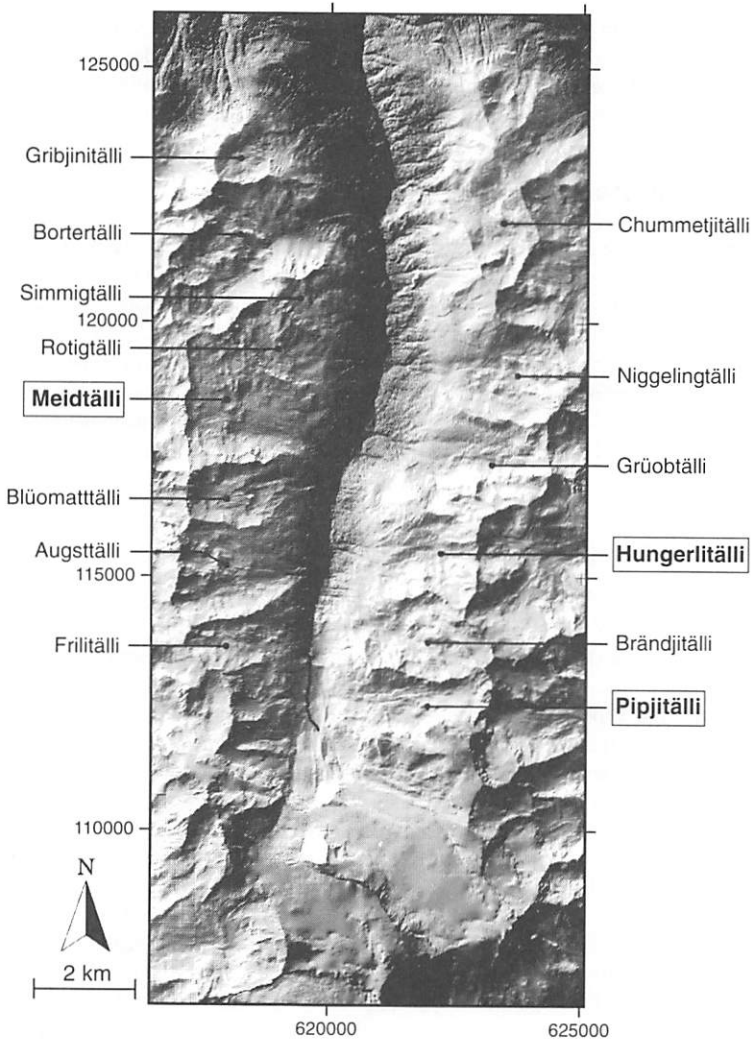 125000
Gribjinitälli
Bortertälli
Simmigtälli
120000
Rotigtälli
Meidtälli
Blüomatttälli
Augsttälli
115000
Frilitälli
110000
N
2 km
Chummetjitälli
Niggelingtälli
Grüobtälli
Hungerlitälli
Brändjitälli
Pipjitälli
620000
625000